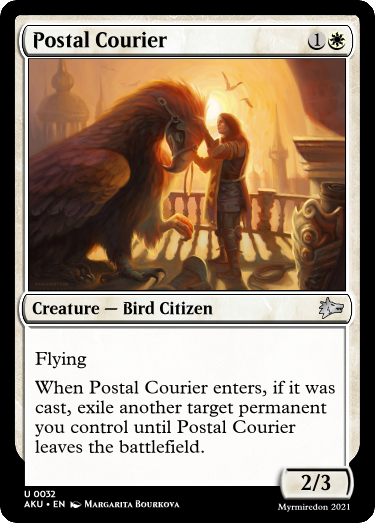 Postal Courier 1
Creature — Bird Citizen
Flying
When Postal Courier enters, if it was
cast, exile another target permanent
you control until Postal Courier
leaves the battlefield.
2/3
U 0032
AKU • EN Margarita Bourkova
Myrmiredon 2021